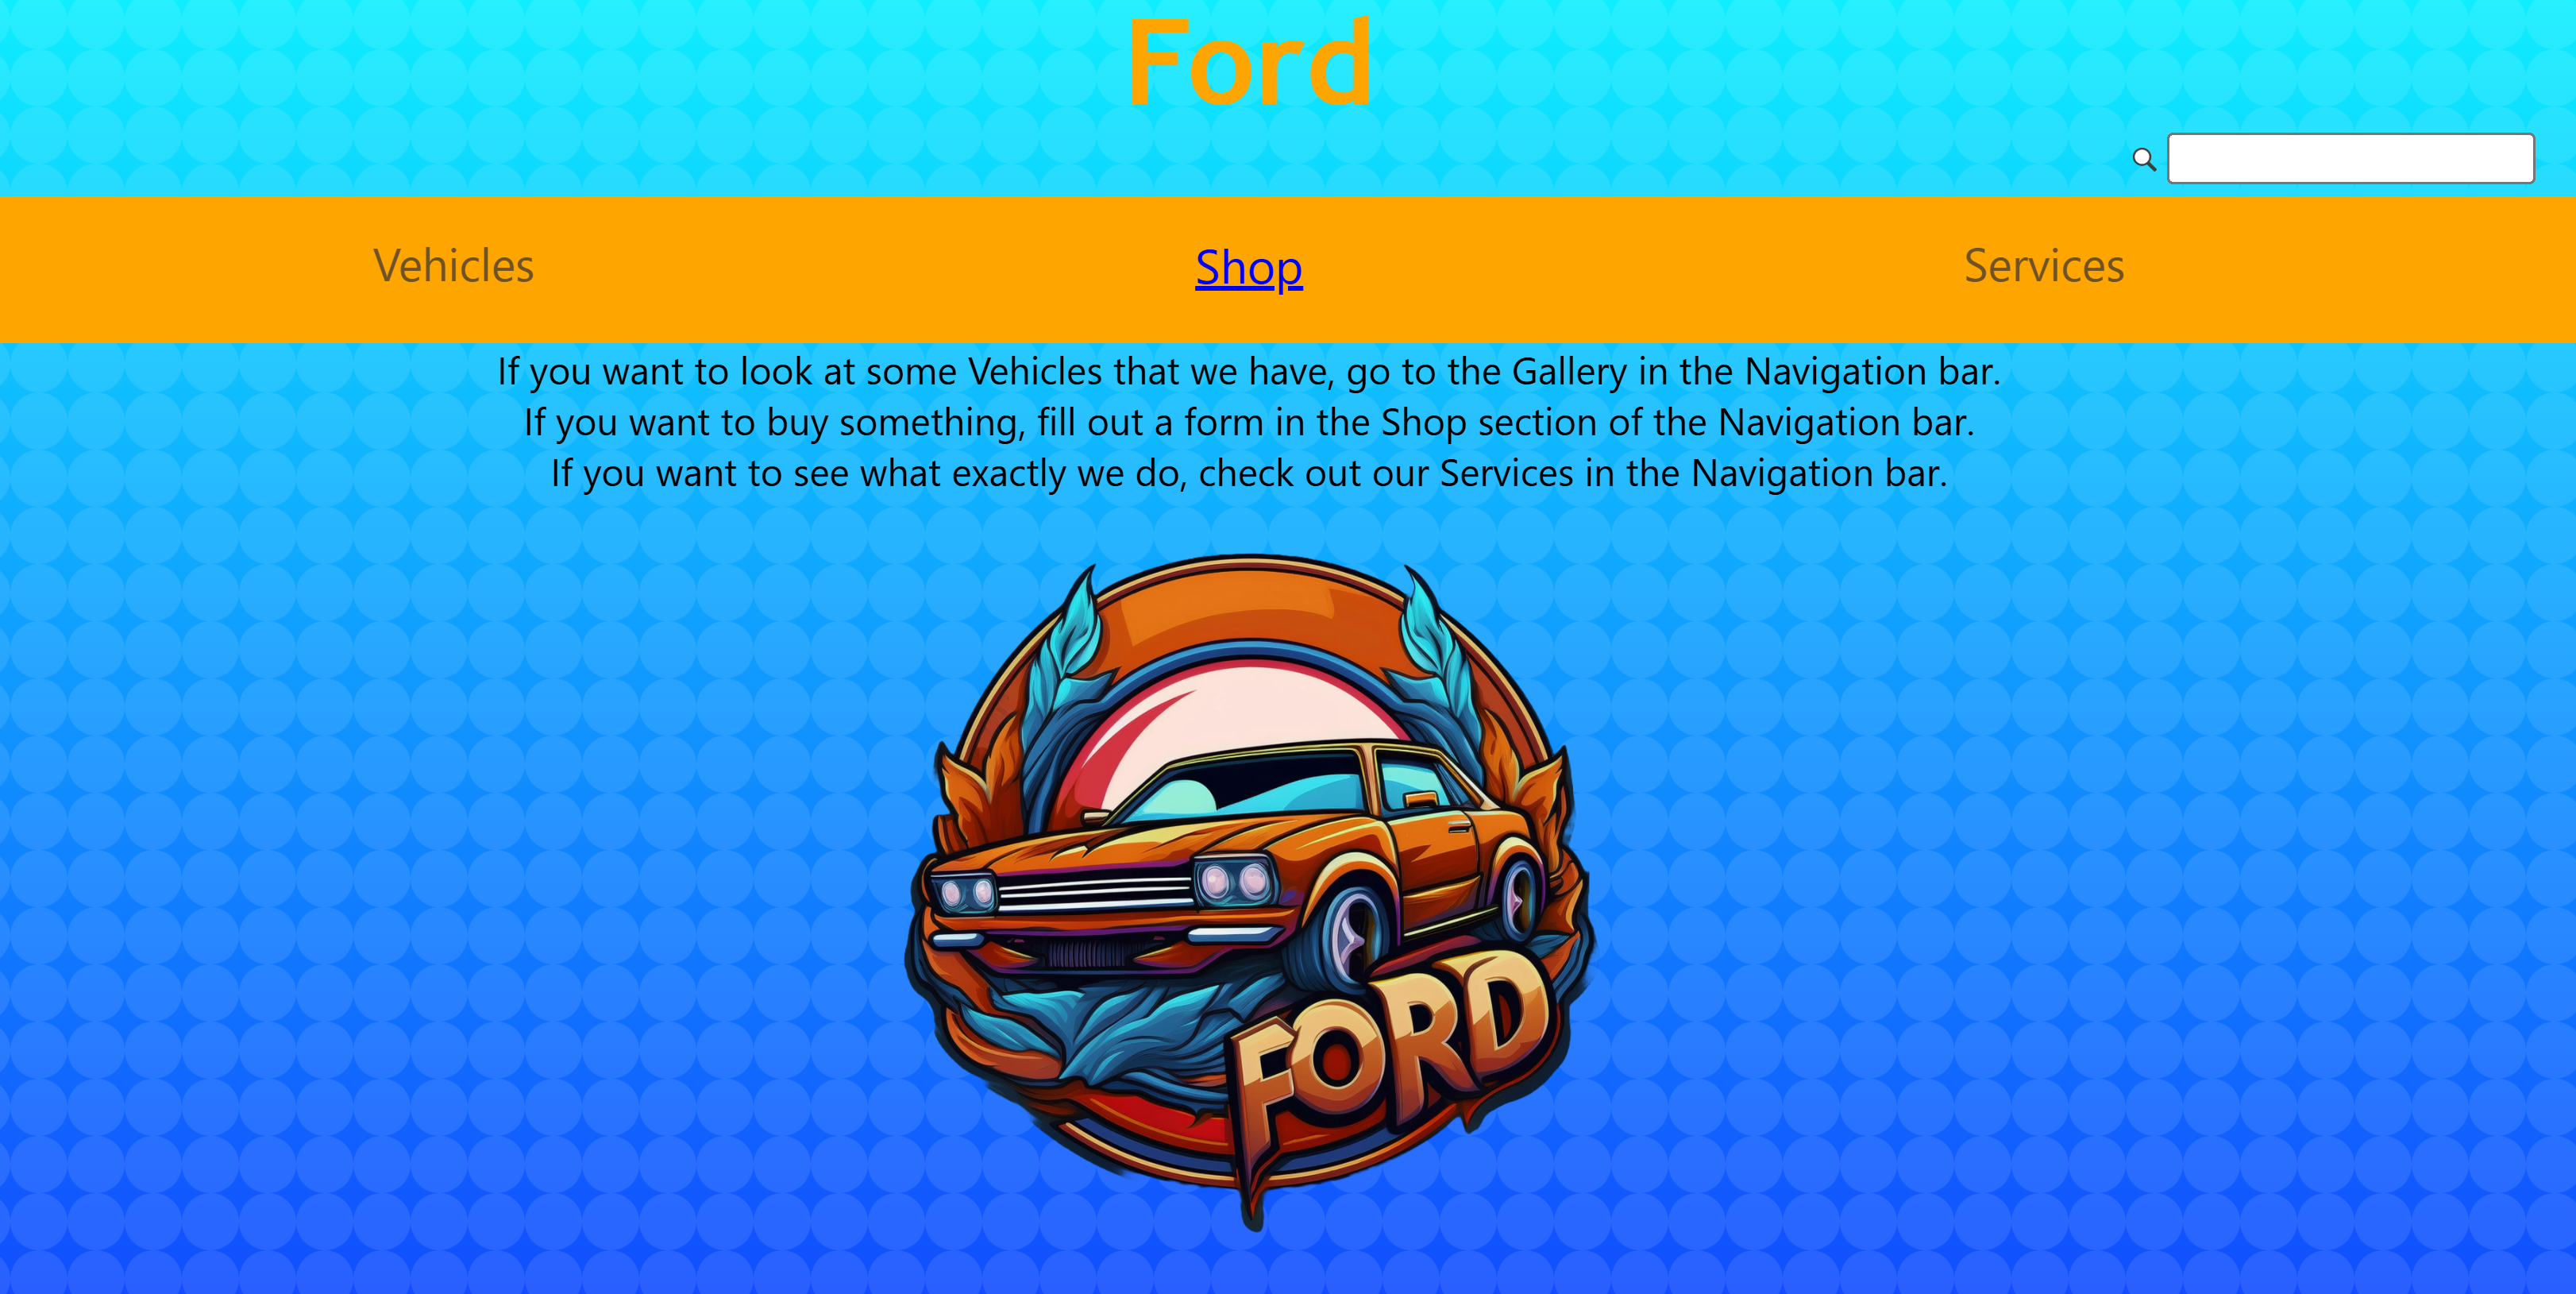 Ford
Vehicles
Shop
Services
If you want to look at some Vehicles that we have, go to the Gallery in the Navigation bar.
If you want to buy something, fill out a form in the Shop section of the Navigation bar.
If you want to see what exactly we do, check out our Services in the Navigation bar.
FORD